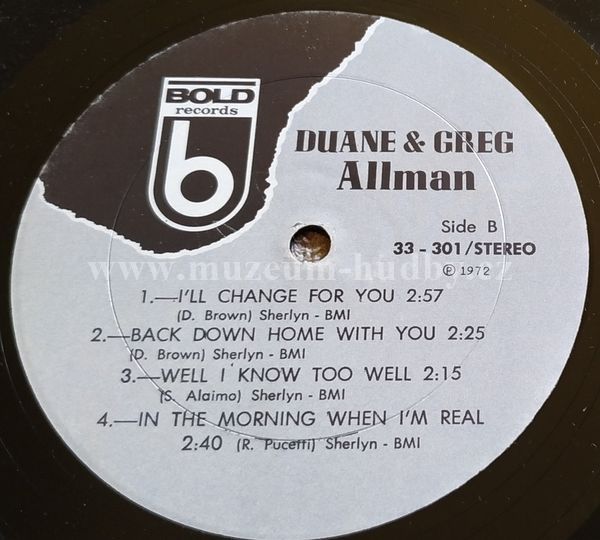 BOLD
records
b
DUANE & GREG
Allman
Side B
33 - 301/STEREO
℗ 1972
www.muzeum-hudby.cz
1.—I'LL CHANGE FOR YOU 2:57
(D. Brown) Sherlyn - BMI
2.—BACK DOWN HOME WITH YOU 2:25
(D. Brown) Sherlyn - BMI
3.—WELL I KNOW TOO WELL 2:15
(S. Alaimo) Sherlyn - BMI
4.—IN THE MORNING WHEN I'M REAL
2:40 (R. Pucetti) Sherlyn - BMI